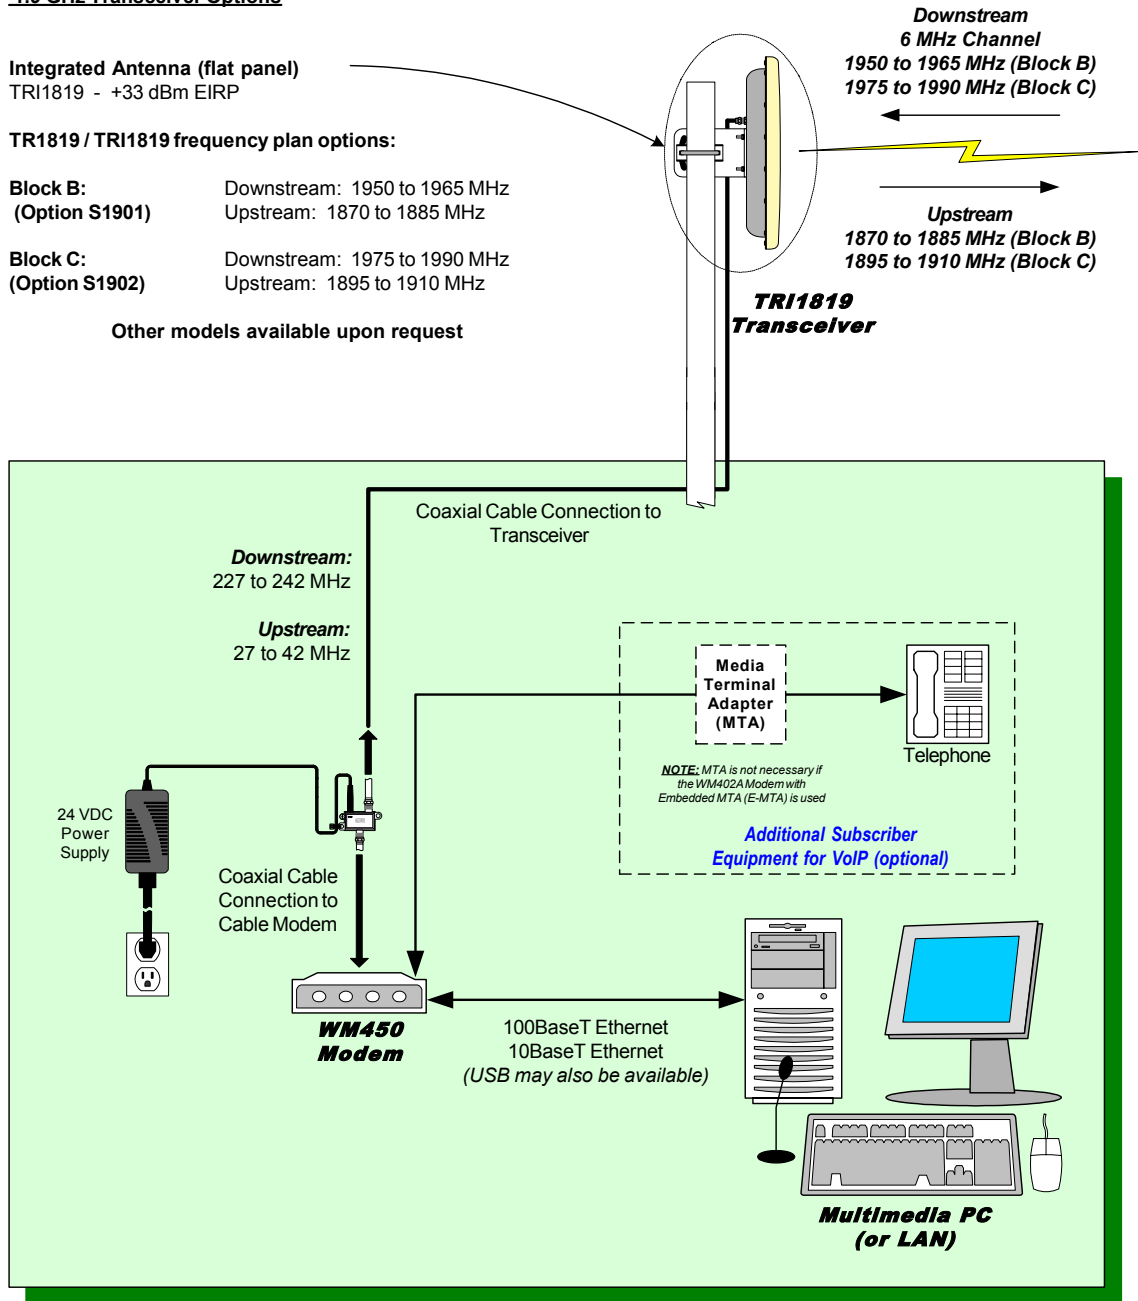 1.9 GHz Transceiver Options
Integrated Antenna (flat panel)
TRI1819 - +33 dBm EIRP
TR1819 / TRI1819 frequency plan options:
Block B: Downstream: 1950 to 1965 MHz
(Option S1901) Upstream: 1870 to 1885 MHz
Block C: Downstream: 1975 to 1990 MHz
(Option S1902) Upstream: 1895 to 1910 MHz
Other models available upon request
Downstream
6 MHz Channel
1950 to 1965 MHz (Block B)
1975 to 1990 MHz (Block C)
Upstream
1870 to 1885 MHz (Block B)
1895 to 1910 MHz (Block C)
TRI1819
Transceiver
Coaxial Cable Connection to
Transceiver
Downstream:
227 to 242 MHz
Upstream:
27 to 42 MHz
Media
Terminal
Adapter
(MTA)
Telephone
NOTE: MTA is not necessary if
the WM402A Modem with
Embedded MTA (E-MTA) is used
Additional Subscriber
Equipment for VoIP (optional)
24 VDC
Power
Supply
Coaxial Cable
Connection to
Cable Modem
WM450
Modem
100BaseT Ethernet
10BaseT Ethernet
(USB may also be available)
Multimedia PC
(or LAN)